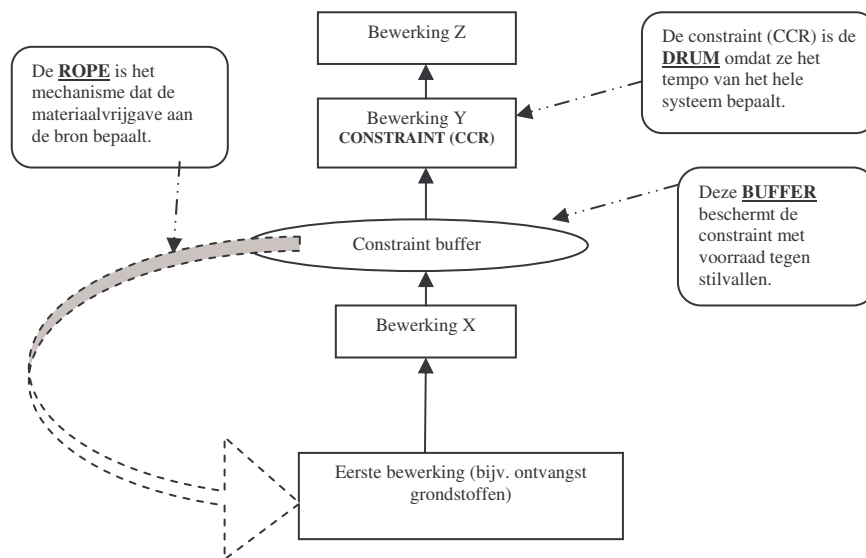 Bewerking Z
De constraint (CCR) is de
DRUM omdat ze het
tempo van het hele
systeem bepaalt.
De ROPE is het
mechanisme dat de
materiaalvrijgave aan
de bron bepaalt.
Bewerking Y
CONSTRAINT (CCR)
Deze BUFFER
beschermt de
constraint met
voorraad tegen
stilvallen.
Constraint buffer
Bewerking X
Eerste bewerking (bijv. ontvangst
grondstoffen)